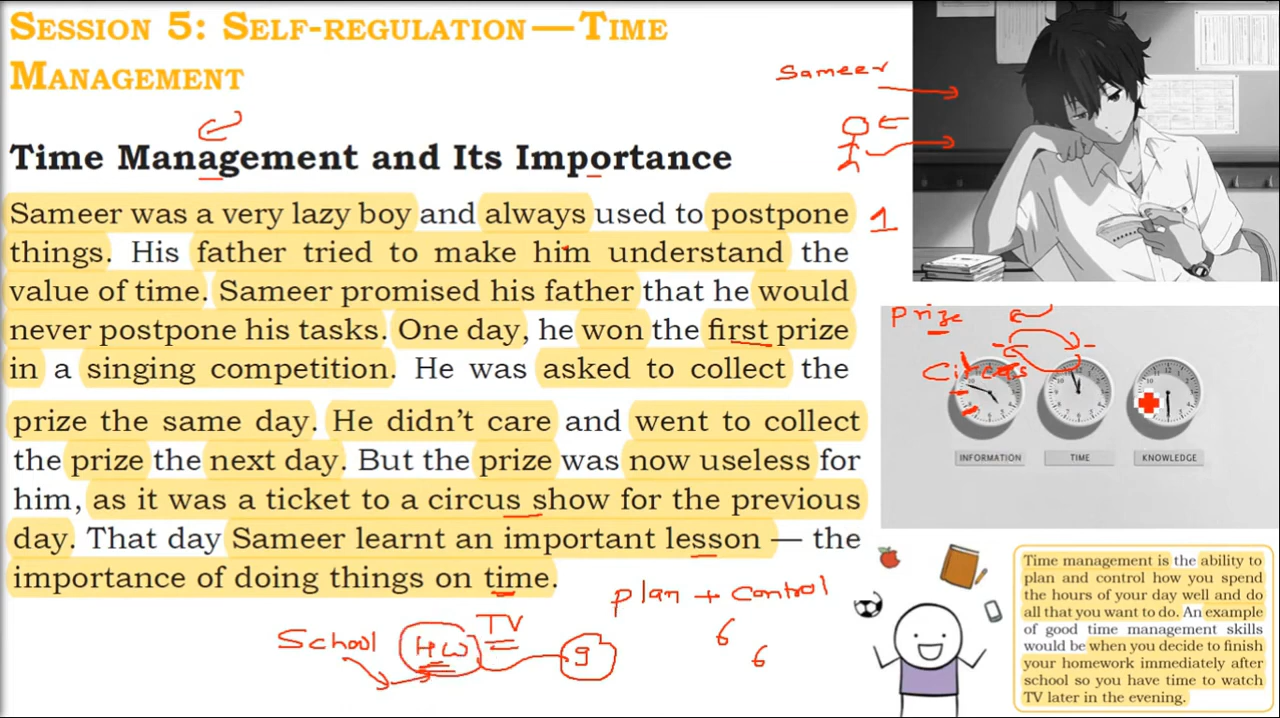 SESSION 5: SELF-REGULATION—TIME
MANAGEMENT
Time Management and Its Importance
Sameer was a very lazy boy and always used to postpone
things. His father tried to make him understand the
value of time. Sameer promised his father that he would
never postpone his tasks. One day, he won the first prize
in a singing competition. He was asked to collect the
prize the same day. He didn't care and went to collect
the prize the next day. But the prize was now useless for
him, as it was a ticket to a circus show for the previous
day. That day Sameer learnt an important lesson — the
importance of doing things on time.
School HW TV 9
plan + control
6
6
Sameer
1
Prize
Circus
INFORMATION TIME KNOWLEDGE
Time management is the ability to
plan and control how you spend
the hours of your day well and do
all that you want to do. An example
of good time management skills
would be when you decide to finish
your homework immediately after
school so you have time to watch
TV later in the evening.